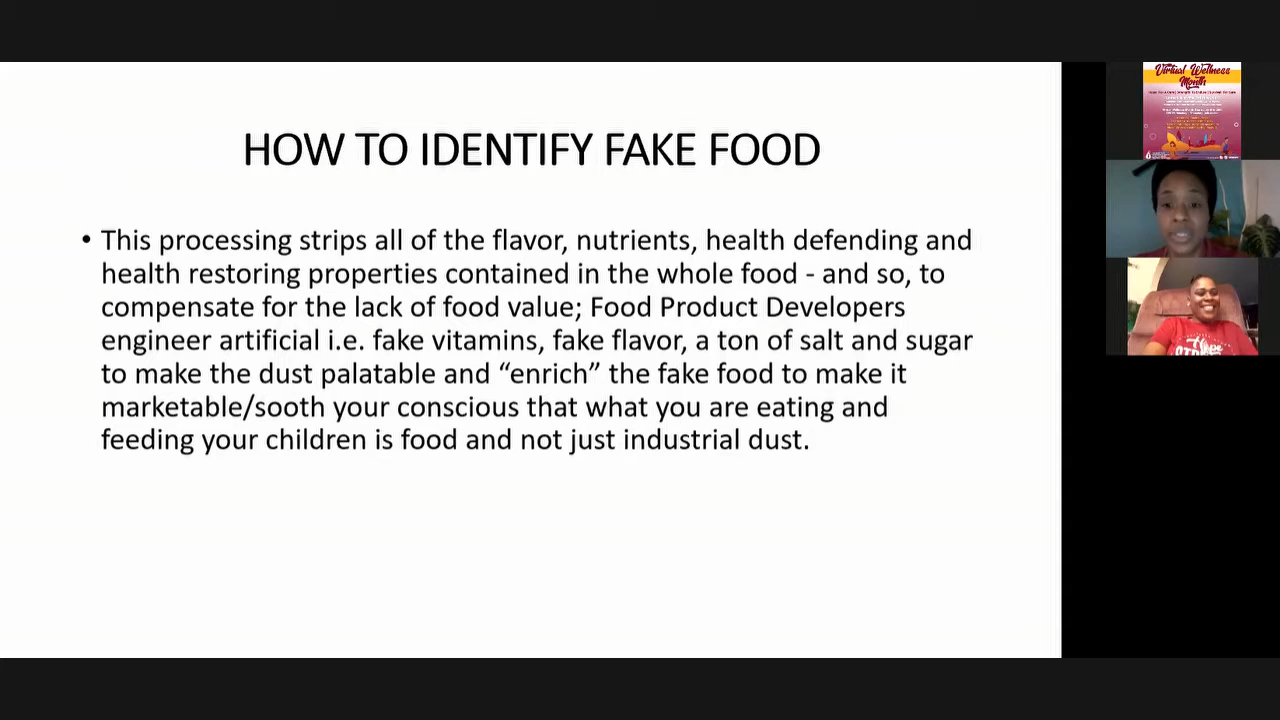 HOW TO IDENTIFY FAKE FOOD
• This processing strips all of the flavor, nutrients, health defending and
health restoring properties contained in the whole food - and so, to
compensate for the lack of food value; Food Product Developers
engineer artificial i.e. fake vitamins, fake flavor, a ton of salt and sugar
to make the dust palatable and “enrich” the fake food to make it
marketable/sooth your conscious that what you are eating and
feeding your children is food and not just industrial dust.
Virtual Wellness
Month